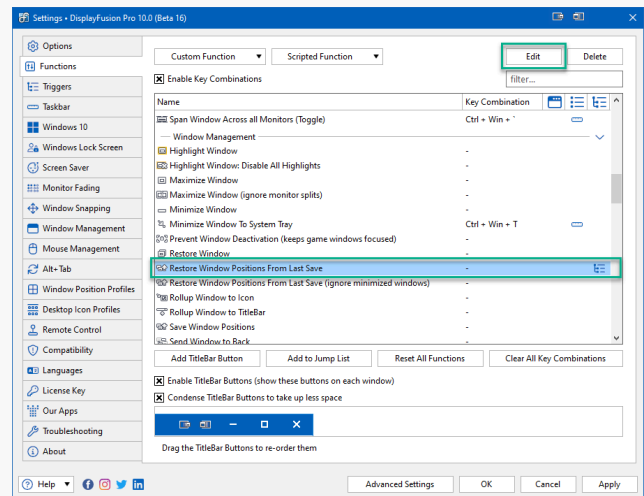 Settings • DisplayFusion Pro 10.0 (Beta 16)
Options
Functions
Triggers
Taskbar
Windows 10
Windows Lock Screen
Screen Saver
Monitor Fading
Window Snapping
Window Management
Mouse Management
Alt+Tab
Window Position Profiles
Desktop Icon Profiles
Remote Control
Compatibility
Languages
License Key
Our Apps
Troubleshooting
About
Custom Function
Scripted Function
Edit
Delete
Enable Key Combinations
filter...
Name Key Combination
Span Window Across all Monitors (Toggle) Ctrl + Win + `
Window Management
Highlight Window -
Highlight Window: Disable All Highlights -
Maximize Window -
Maximize Window (ignore monitor splits) -
Minimize Window -
Minimize Window To System Tray Ctrl + Win + T
Prevent Window Deactivation (keeps game windows focused) -
Restore Window -
Restore Window Positions From Last Save -
Restore Window Positions From Last Save (ignore minimized windows) -
Rollup Window to Icon -
Rollup Window to TitleBar -
Save Window Positions -
Send Window to Back -
Add TitleBar Button
Add to Jump List
Reset All Functions
Clear All Key Combinations
Enable TitleBar Buttons (show these buttons on each window)
Condense TitleBar Buttons to take up less space
Drag the TitleBar Buttons to re-order them
Help
Advanced Settings
OK
Cancel
Apply